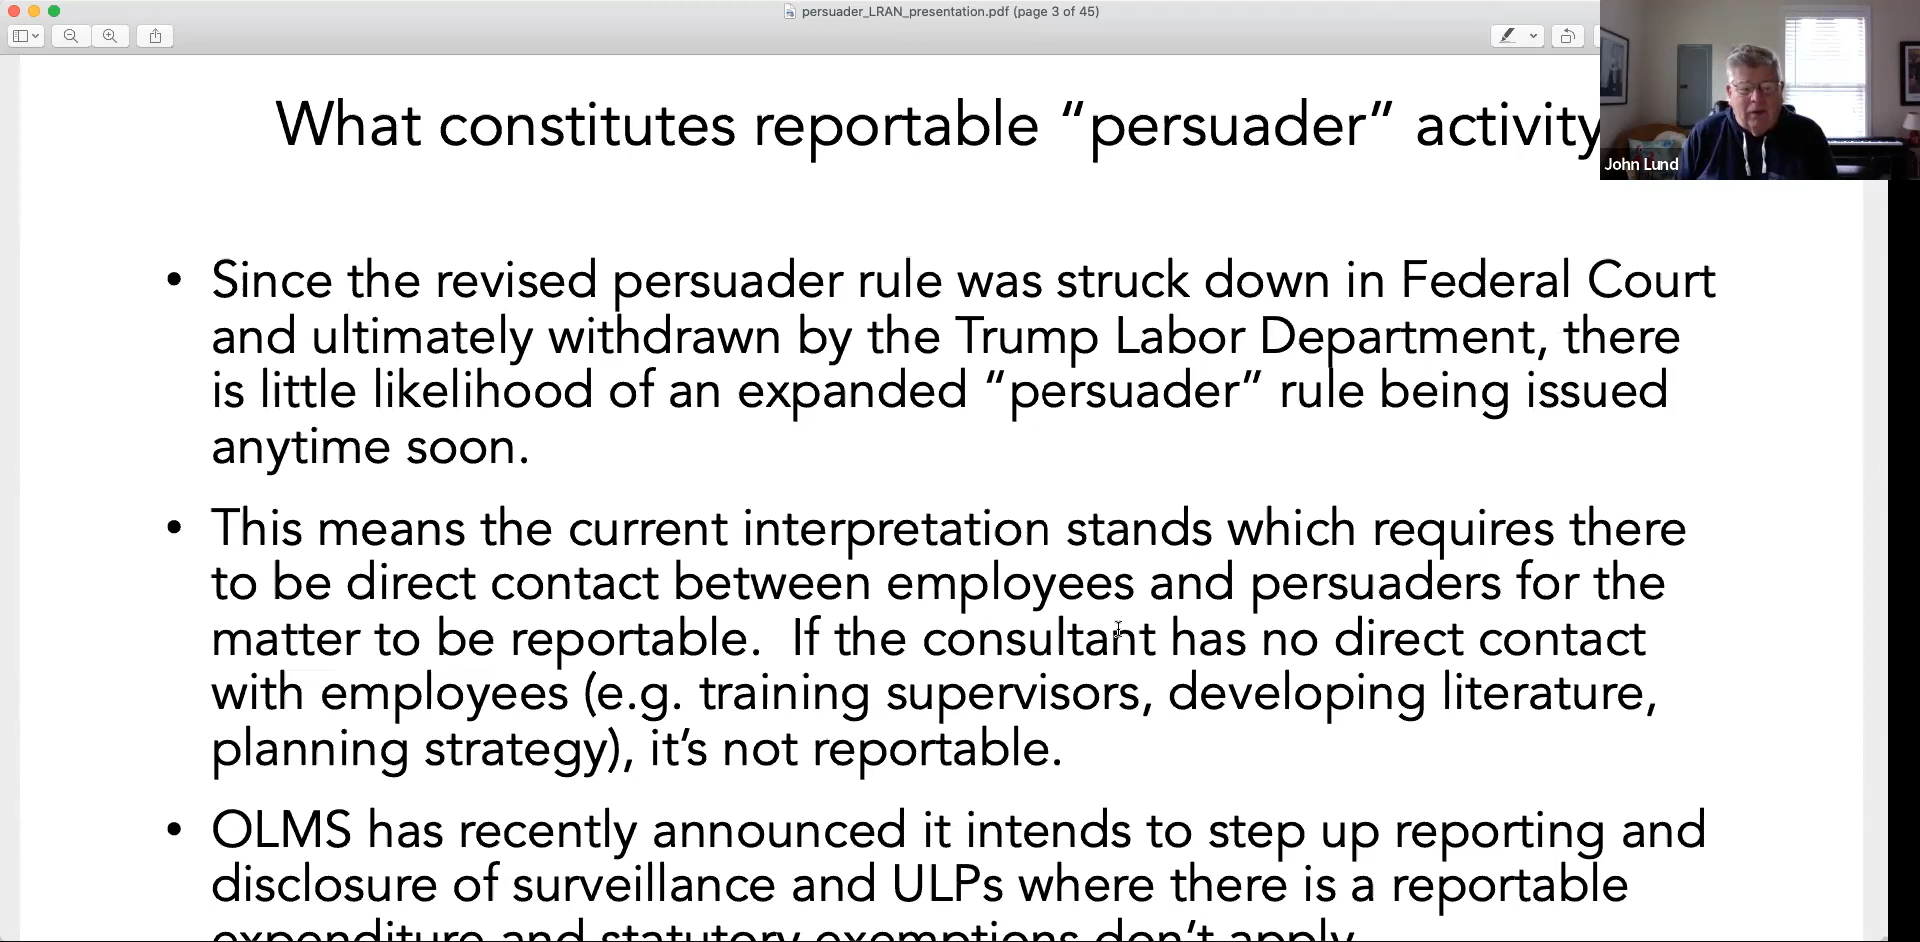 persuader_LRAN_presentation.pdf (page 3 of 45)
What constitutes reportable “persuader” activity
John Lund
• Since the revised persuader rule was struck down in Federal Court
and ultimately withdrawn by the Trump Labor Department, there
is little likelihood of an expanded “persuader” rule being issued
anytime soon.
• This means the current interpretation stands which requires there
to be direct contact between employees and persuaders for the
matter to be reportable.  If the consultant has no direct contact
with employees (e.g. training supervisors, developing literature,
planning strategy), it’s not reportable.
• OLMS has recently announced it intends to step up reporting and
disclosure of surveillance and ULPs where there is a reportable
expenditure and statutory exemptions don’t apply.